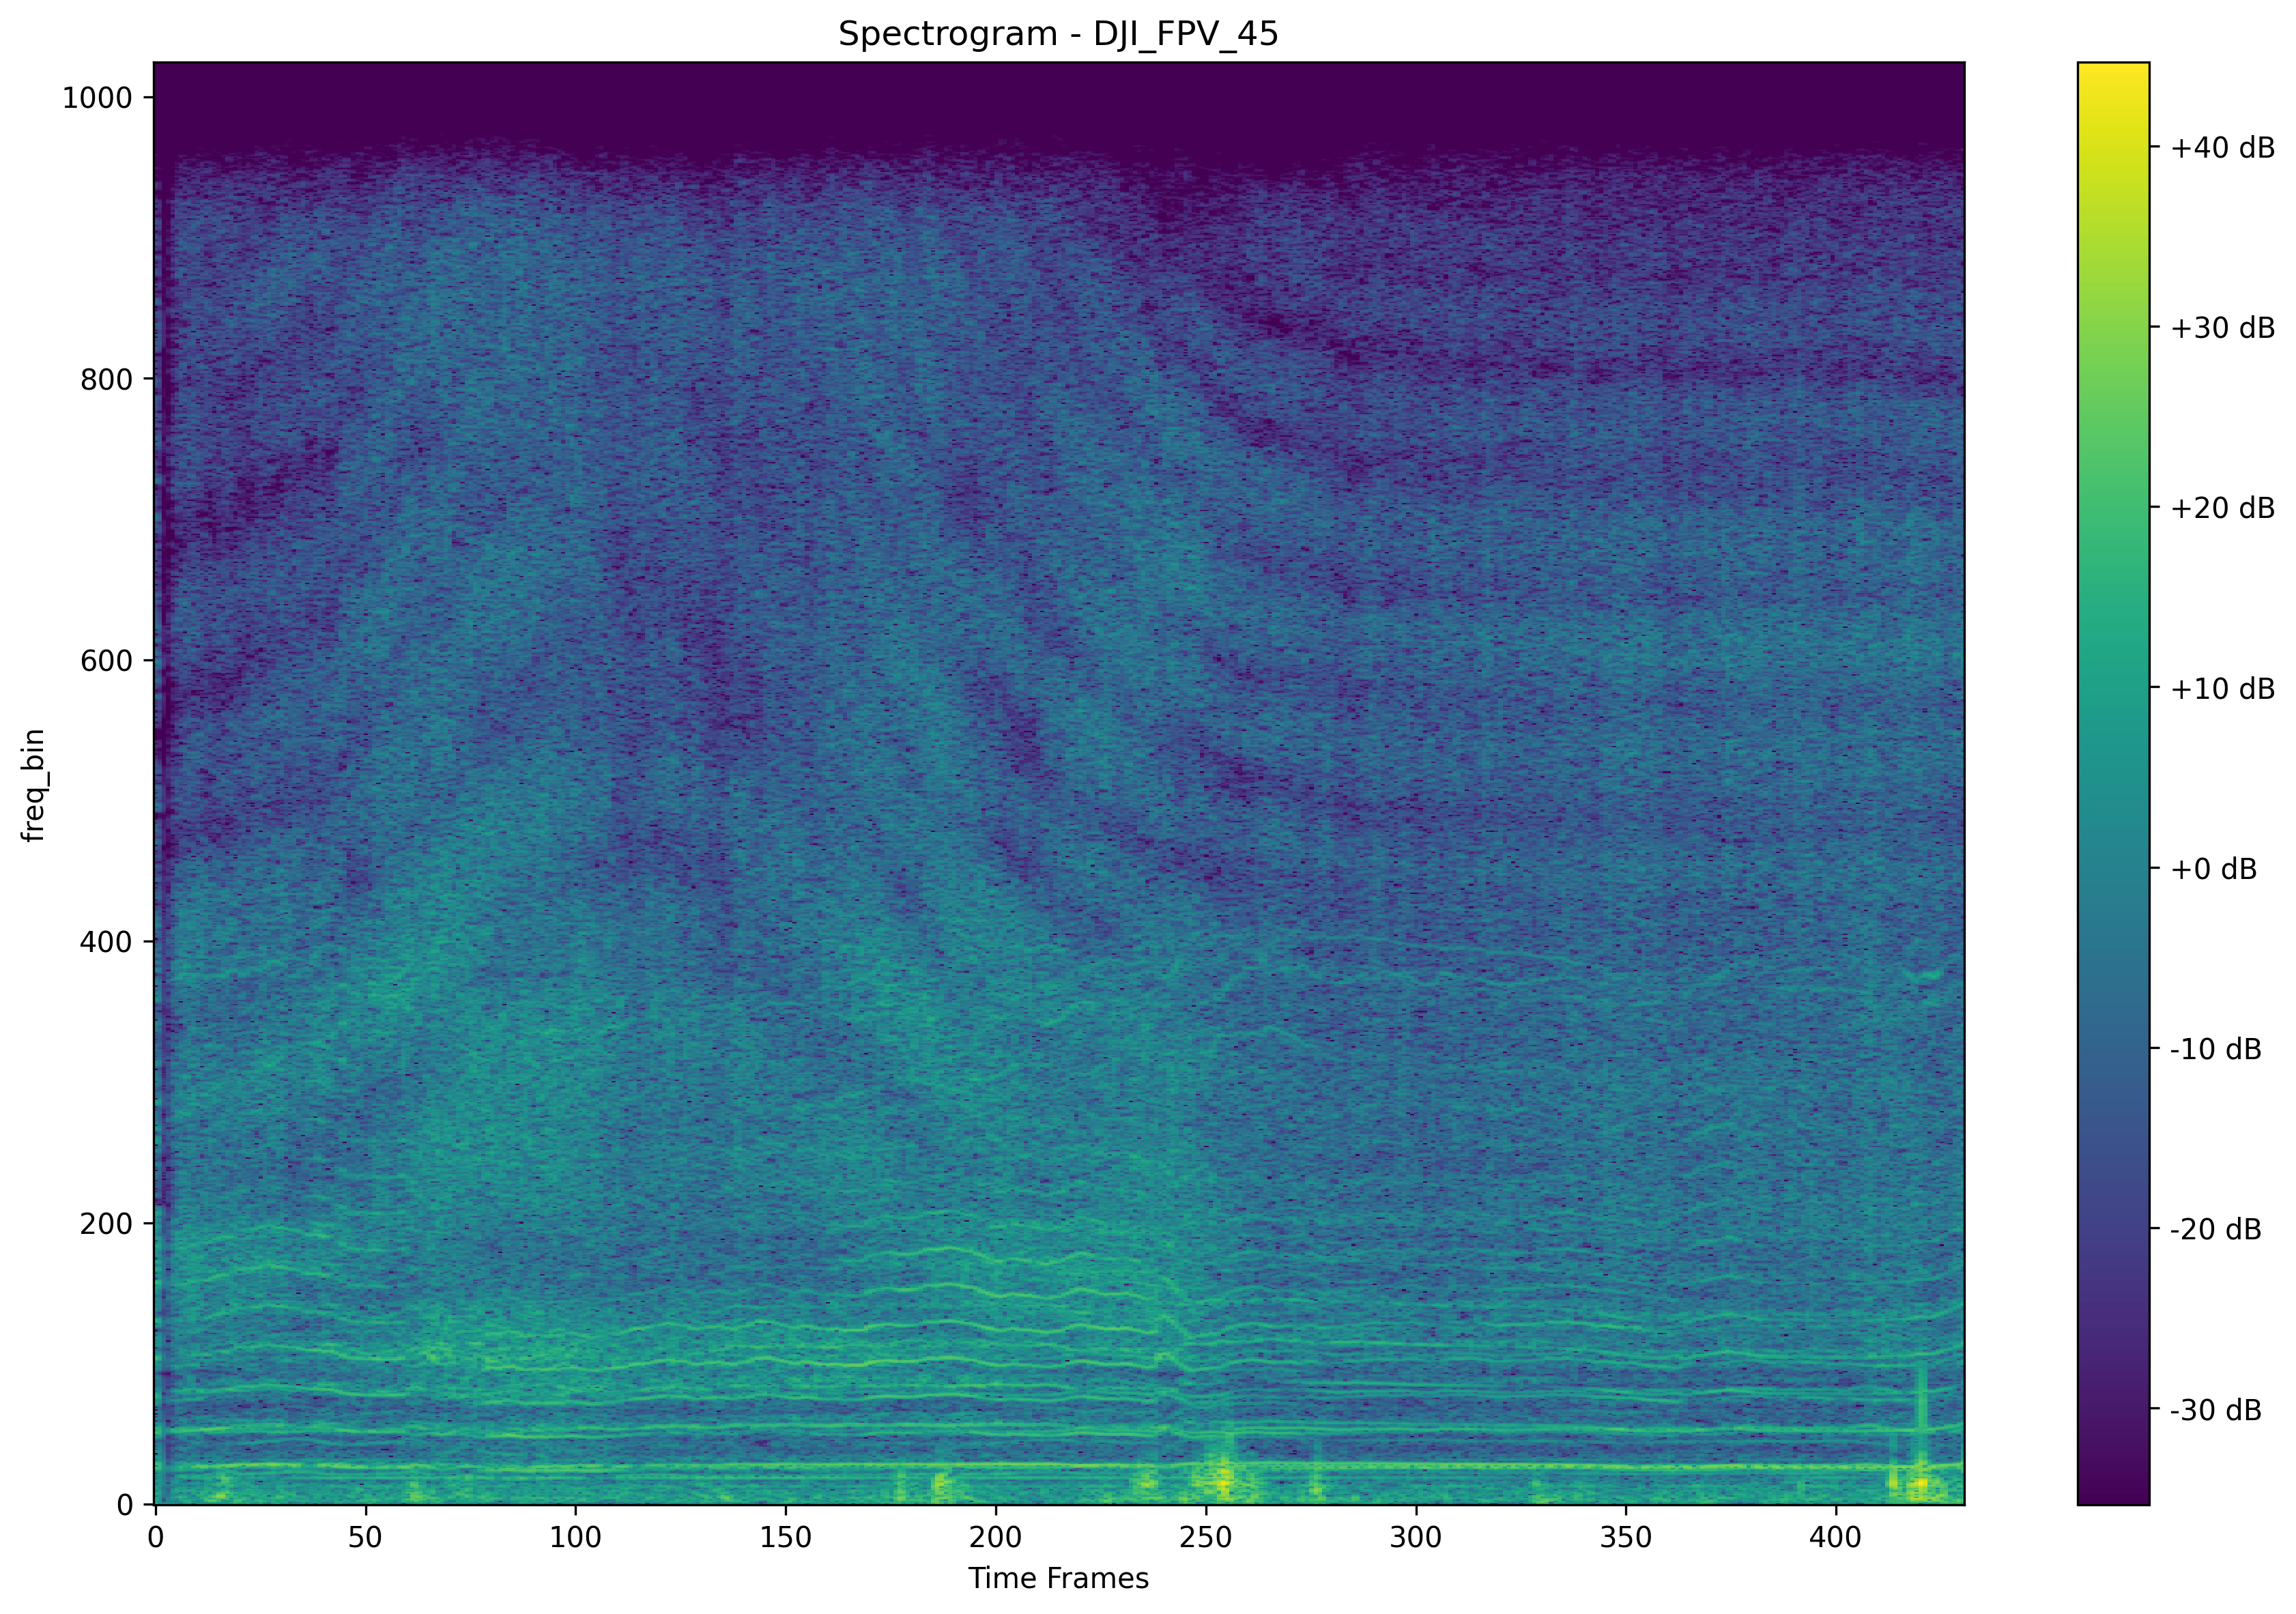 Spectrogram - DJI_FPV_45
1000
800
600
400
200
0
freq_bin
0 50 100 150 200 250 300 350 400
Time Frames
+40 dB
+30 dB
+20 dB
+10 dB
+0 dB
-10 dB
-20 dB
-30 dB